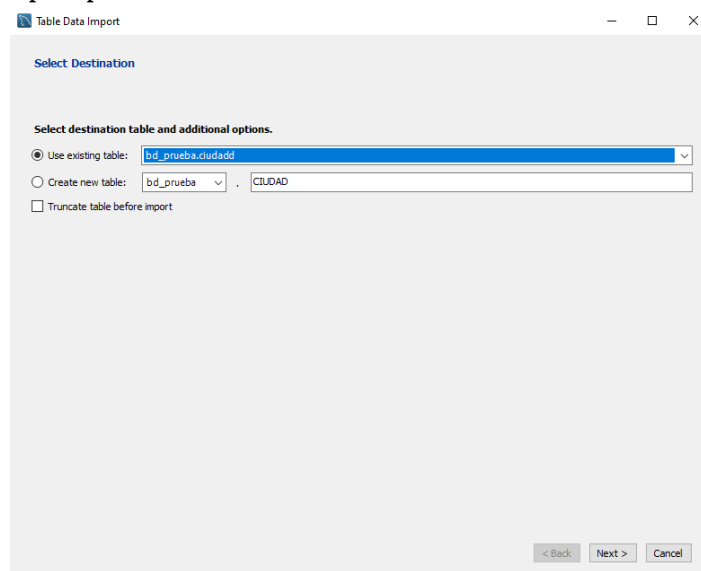 Table Data Import
Select Destination
Select destination table and additional options.
Use existing table: bd_prueba.ciudadd
Create new table: bd_prueba . CIUDAD
Truncate table before import
< Back Next > Cancel